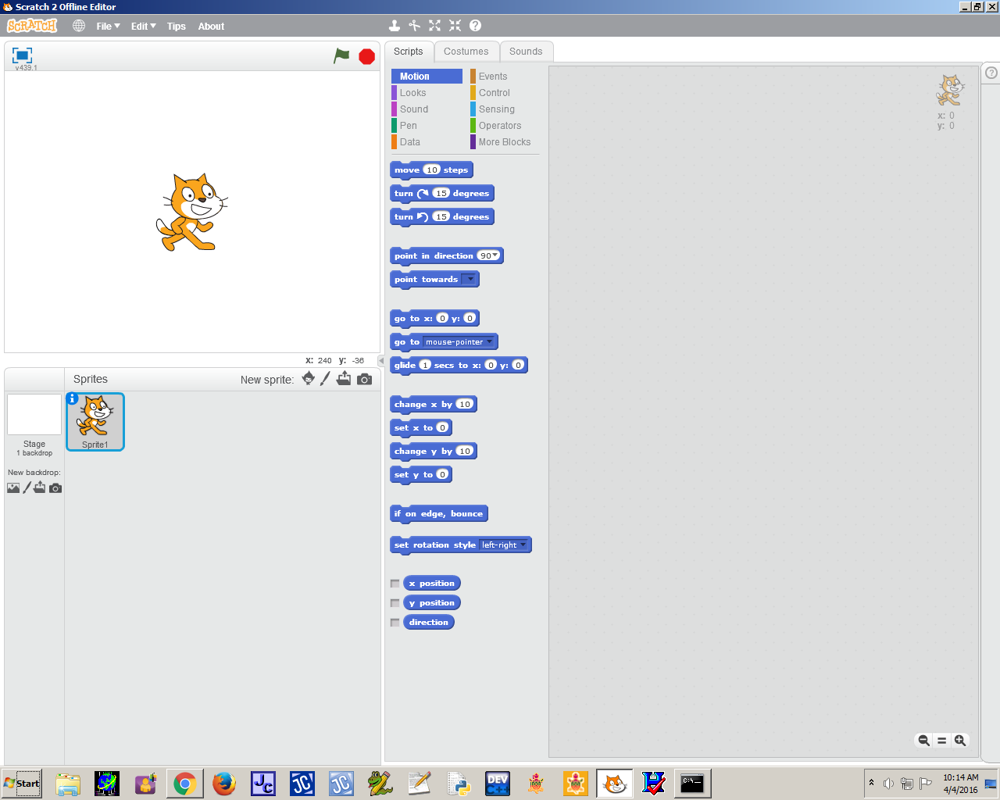 Scratch 2 Offline Editor
SCRATCH File Edit Tips About
v439.1
Scripts Costumes Sounds
Motion Events
Looks Control
Sound Sensing
Pen Operators
Data More Blocks
x: 0
y: 0
move 10 steps
turn 15 degrees
turn 15 degrees
point in direction 90
point towards
go to x: 0 y: 0
go to mouse-pointer
glide 1 secs to x: 0 y: 0
change x by 10
set x to 0
change y by 10
set y to 0
if on edge, bounce
set rotation style left-right
x position
y position
direction
x: 240 y: -36
Sprites New sprite:
Stage
1 backdrop
New backdrop:
Sprite1
Start
JC
JC
JC
DEV
C++
C:\
10:14 AM
4/4/2016